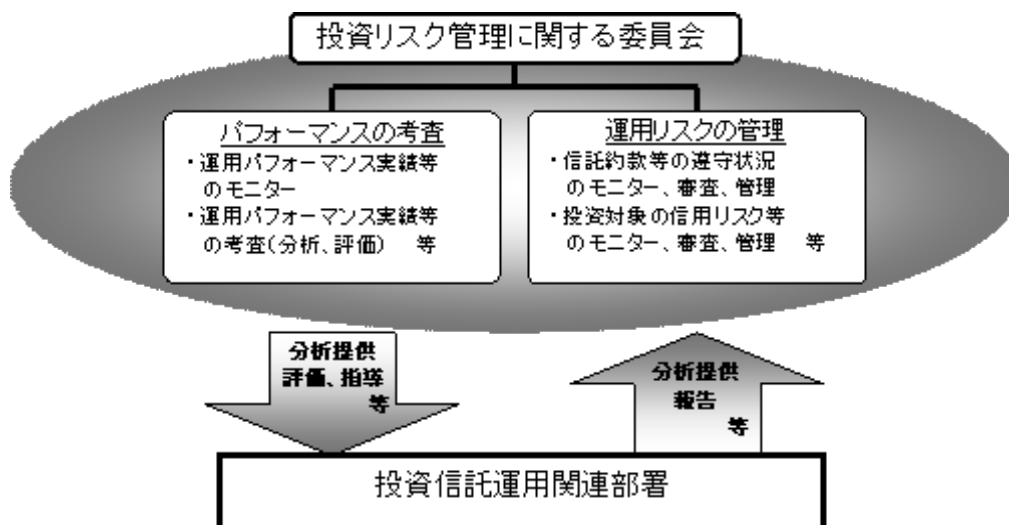 投資リスク管理に関する委員会
パフォーマンスの考査
・運用パフォーマンス実績等
のモニター
・運用パフォーマンス実績等
の考査(分析、評価) 等
運用リスクの管理
・信託約款等の遵守状況
のモニター、審査、管理
・投資対象の信用リスク等
のモニター、審査、管理 等
分析提供
評価、指導
等
分析提供
報告
等
投資信託運用関連部署